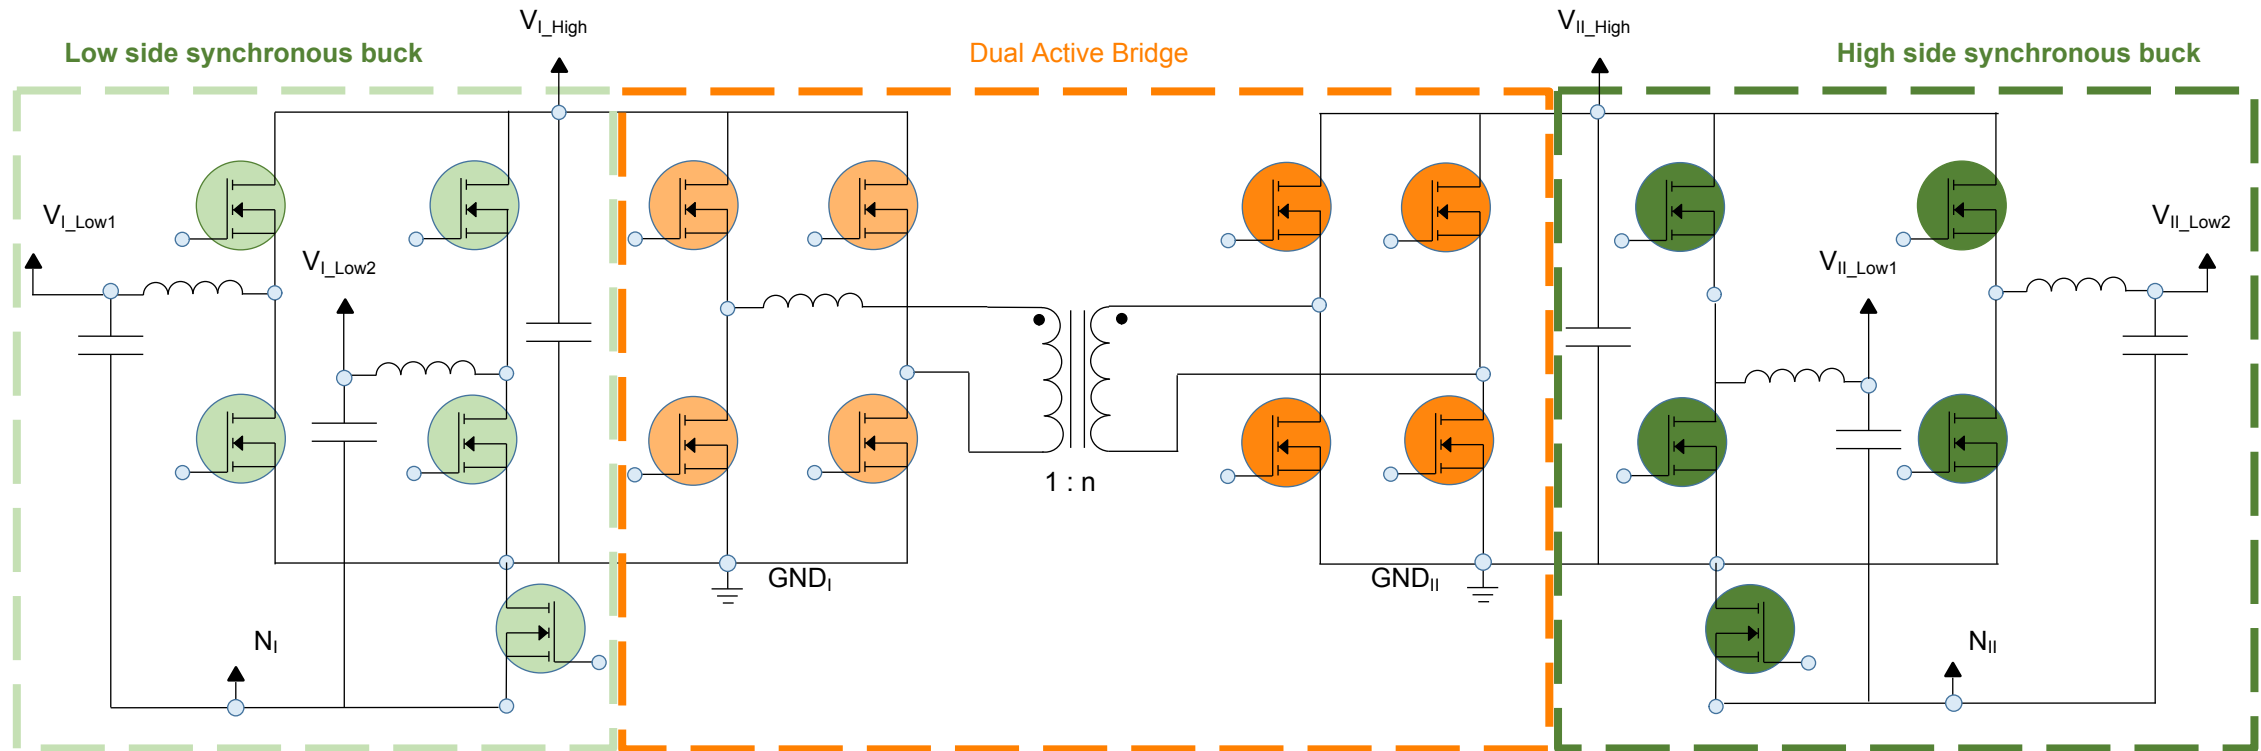 V_I_High
V_II_High
Low side synchronous buck
Dual Active Bridge
High side synchronous buck
V_I_Low1
V_I_Low2
V_II_Low1
V_II_Low2
1 : n
GND_I
GND_II
N_I
N_II